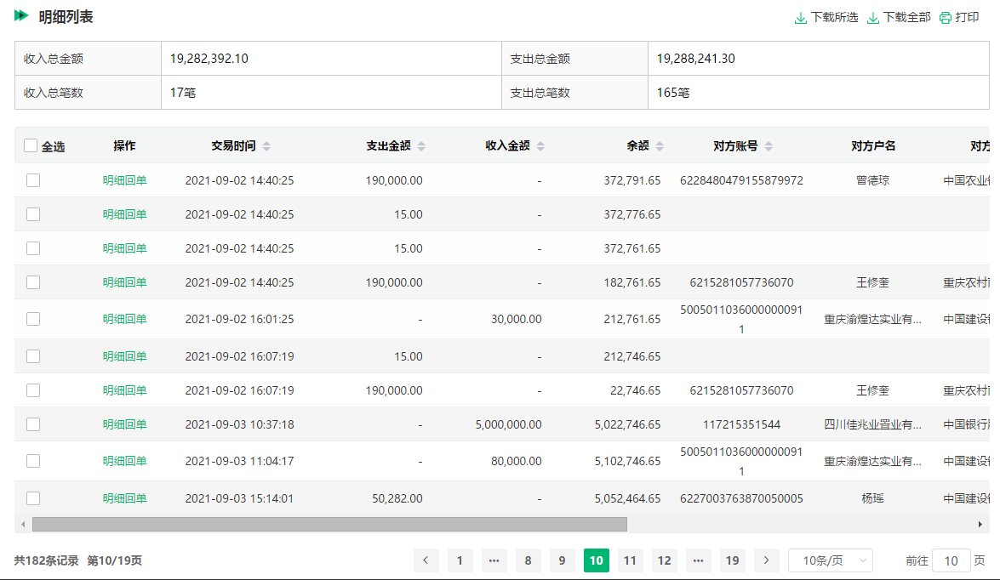 明细列表 下载所选 下载全部 打印
收入总金额 19,282,392.10 支出总金额 19,288,241.30
收入总笔数 17笔 支出总笔数 165笔
全选 操作 交易时间 支出金额 收入金额 余额 对方账号 对方户名 对方
明细回单 2021-09-02 14:40:25 190,000.00 - 372,791.65 6228480479155879972 曾德琼 中国农业银
明细回单 2021-09-02 14:40:25 15.00 - 372,776.65
明细回单 2021-09-02 14:40:25 15.00 - 372,761.65
明细回单 2021-09-02 14:40:25 190,000.00 - 182,761.65 6215281057736070 王修奎 重庆农村商
明细回单 2021-09-02 16:01:25 - 30,000.00 212,761.65 50050110360000000091 重庆渝煌达实业有... 中国建设银
1
明细回单 2021-09-02 16:07:19 15.00 - 212,746.65
明细回单 2021-09-02 16:07:19 190,000.00 - 22,746.65 6215281057736070 王修奎 重庆农村商
明细回单 2021-09-03 10:37:18 - 5,000,000.00 5,022,746.65 117215351544 四川佳兆业置业有... 中国银行股
明细回单 2021-09-03 11:04:17 - 80,000.00 5,102,746.65 50050110360000000091 重庆渝煌达实业有... 中国建设银
1
明细回单 2021-09-03 15:14:01 50,282.00 - 5,052,464.65 6227003763870050005 杨瑶 中国建设银
共182条记录 第10/19页 1 ... 8 9 10 11 12 ... 19 10条/页 前往 10 页